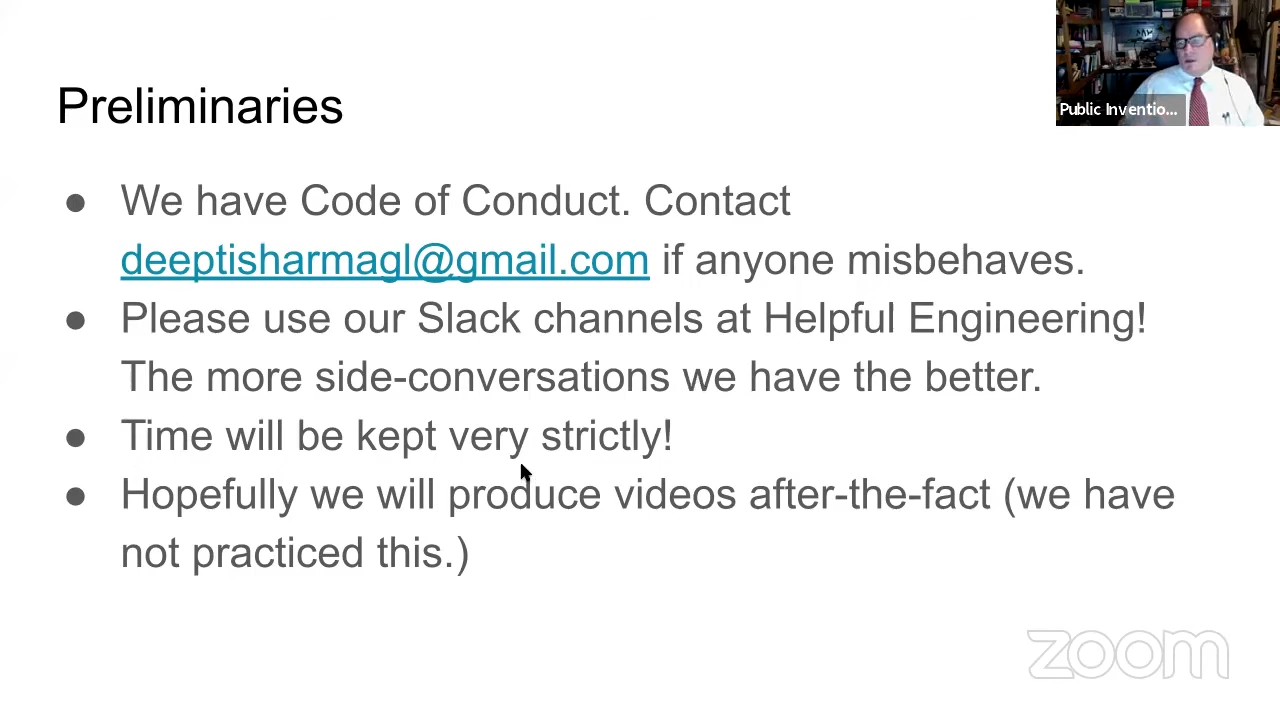 Preliminaries
Public Inventio...
● We have Code of Conduct. Contact
deeptisharmagl@gmail.com if anyone misbehaves.
● Please use our Slack channels at Helpful Engineering!
The more side-conversations we have the better.
● Time will be kept very strictly!
● Hopefully we will produce videos after-the-fact (we have
not practiced this.)
zoom